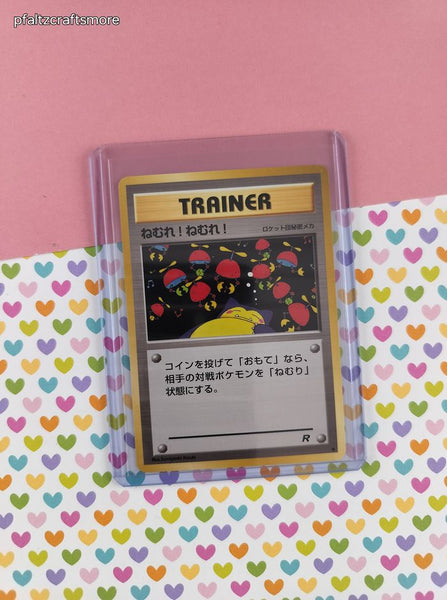 pfaltzcraftsmore
TRAINER
ねむれ!ねむれ!
ロケット団秘密メカ
コインを投げて「おもて」なら、
相手の対戦ポケモンを「ねむり」
状態にする。
R